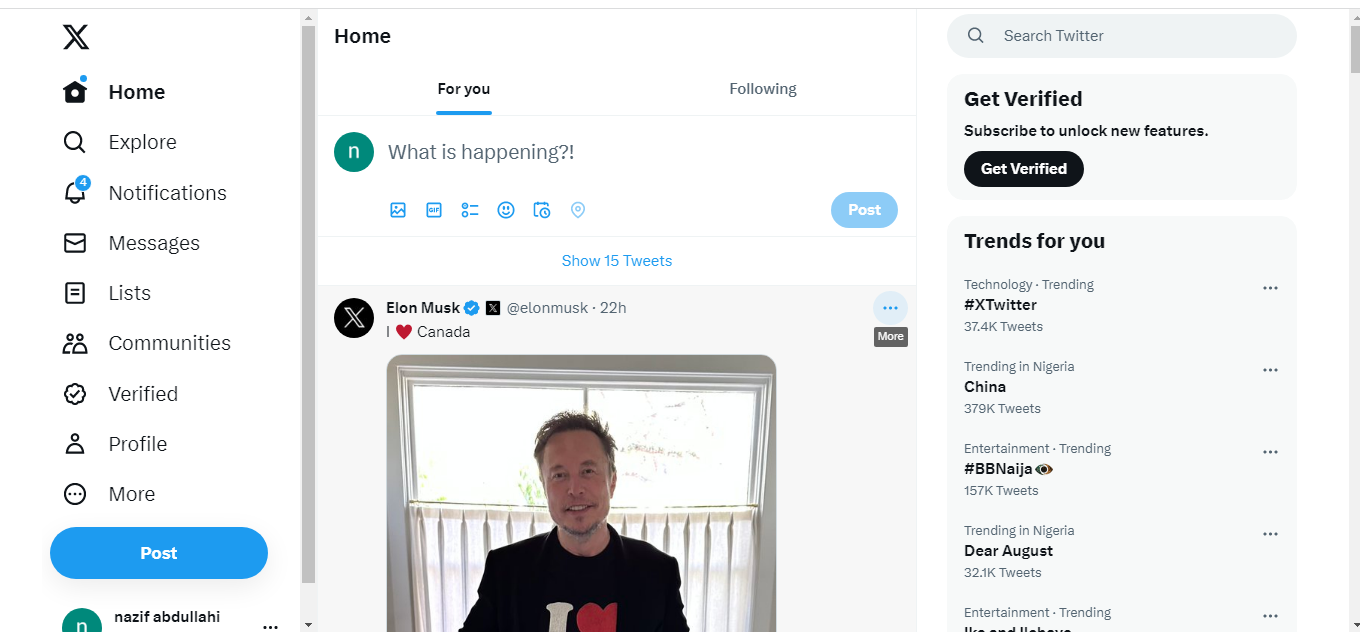 Home
Explore
4
Notifications
Messages
Lists
Communities
Verified
Profile
More
Post
n
nazif abdullahi
Home
For you
Following
n
What is happening?!
GIF
Post
Show 15 Tweets
Elon Musk @elonmusk · 22h
More
I ❤️ Canada
I
Search Twitter
Get Verified
Subscribe to unlock new features.
Get Verified
Trends for you
Technology · Trending
#XTwitter
37.4K Tweets
Trending in Nigeria
China
379K Tweets
Entertainment · Trending
#BBNaija
157K Tweets
Trending in Nigeria
Dear August
32.1K Tweets
Entertainment · Trending